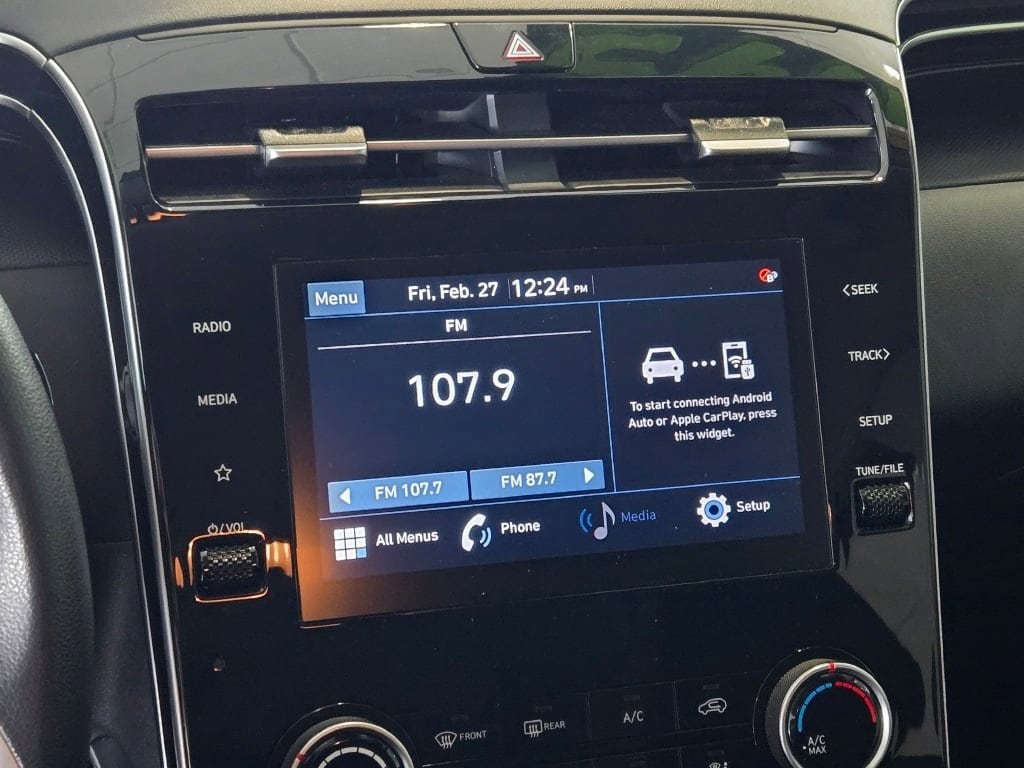 Menu
Fri, Feb. 27
12:24 PM
B
FM
107.9
To start connecting Android
Auto or Apple CarPlay, press
this widget.
FM 107.7
FM 87.7
All Menus
Phone
Media
Setup
RADIO
MEDIA
/VOL
<SEEK
TRACK>
SETUP
TUNE/FILE
FRONT
REAR
A/C
A/C
MAX